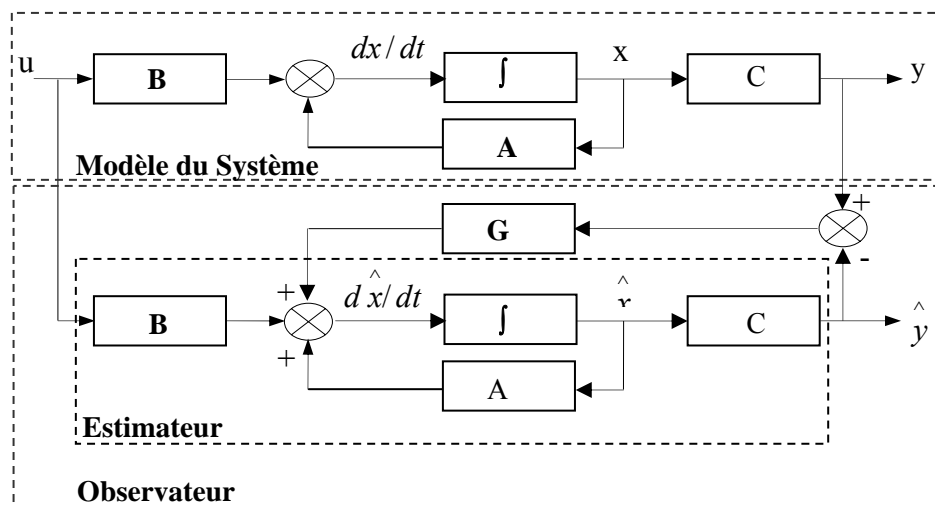 dx / dt
x
u
B
∫
C
y
A
Modèle du Système
+
G
-
+
d x̂ / dt
x̂
B
∫
C
ŷ
+
A
Estimateur
Observateur